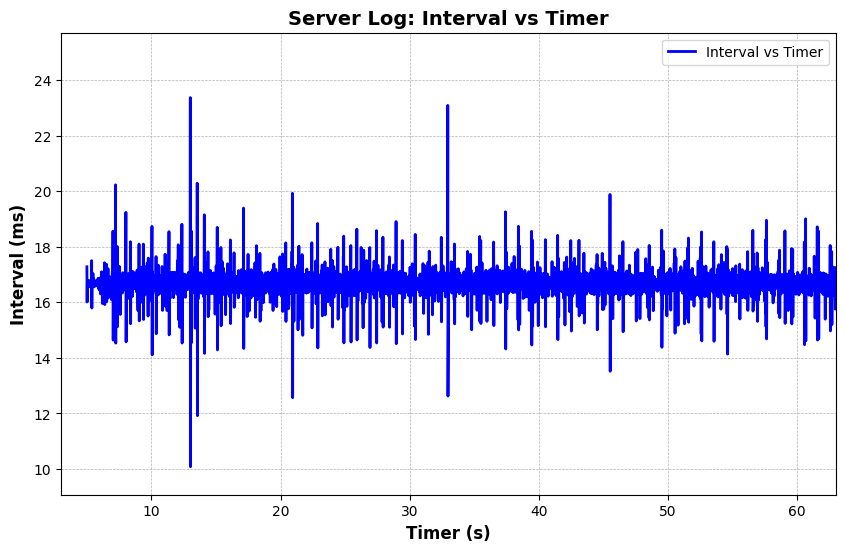 Server Log: Interval vs Timer
Interval vs Timer
24
22
20
18
16
14
12
10
Interval (ms)
10 20 30 40 50 60
Timer (s)